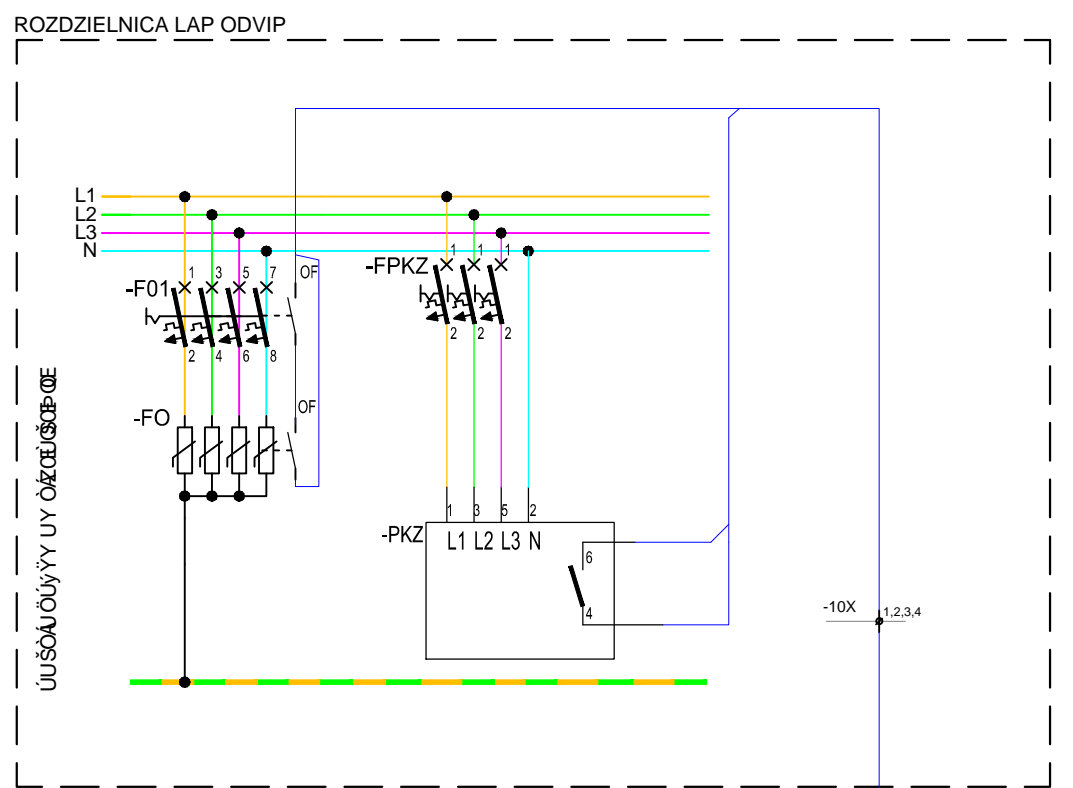 ROZDZIELNICA LAP ODVIP
L1
L2
L3
N
-F01
1 3 5 7
OF
2 4 6 8
-FPKZ
1 1 1
2 2 2
-FO
OF
-PKZ
1 3 5 2
L1 L2 L3 N
6
4
-10X
1,2,3,4